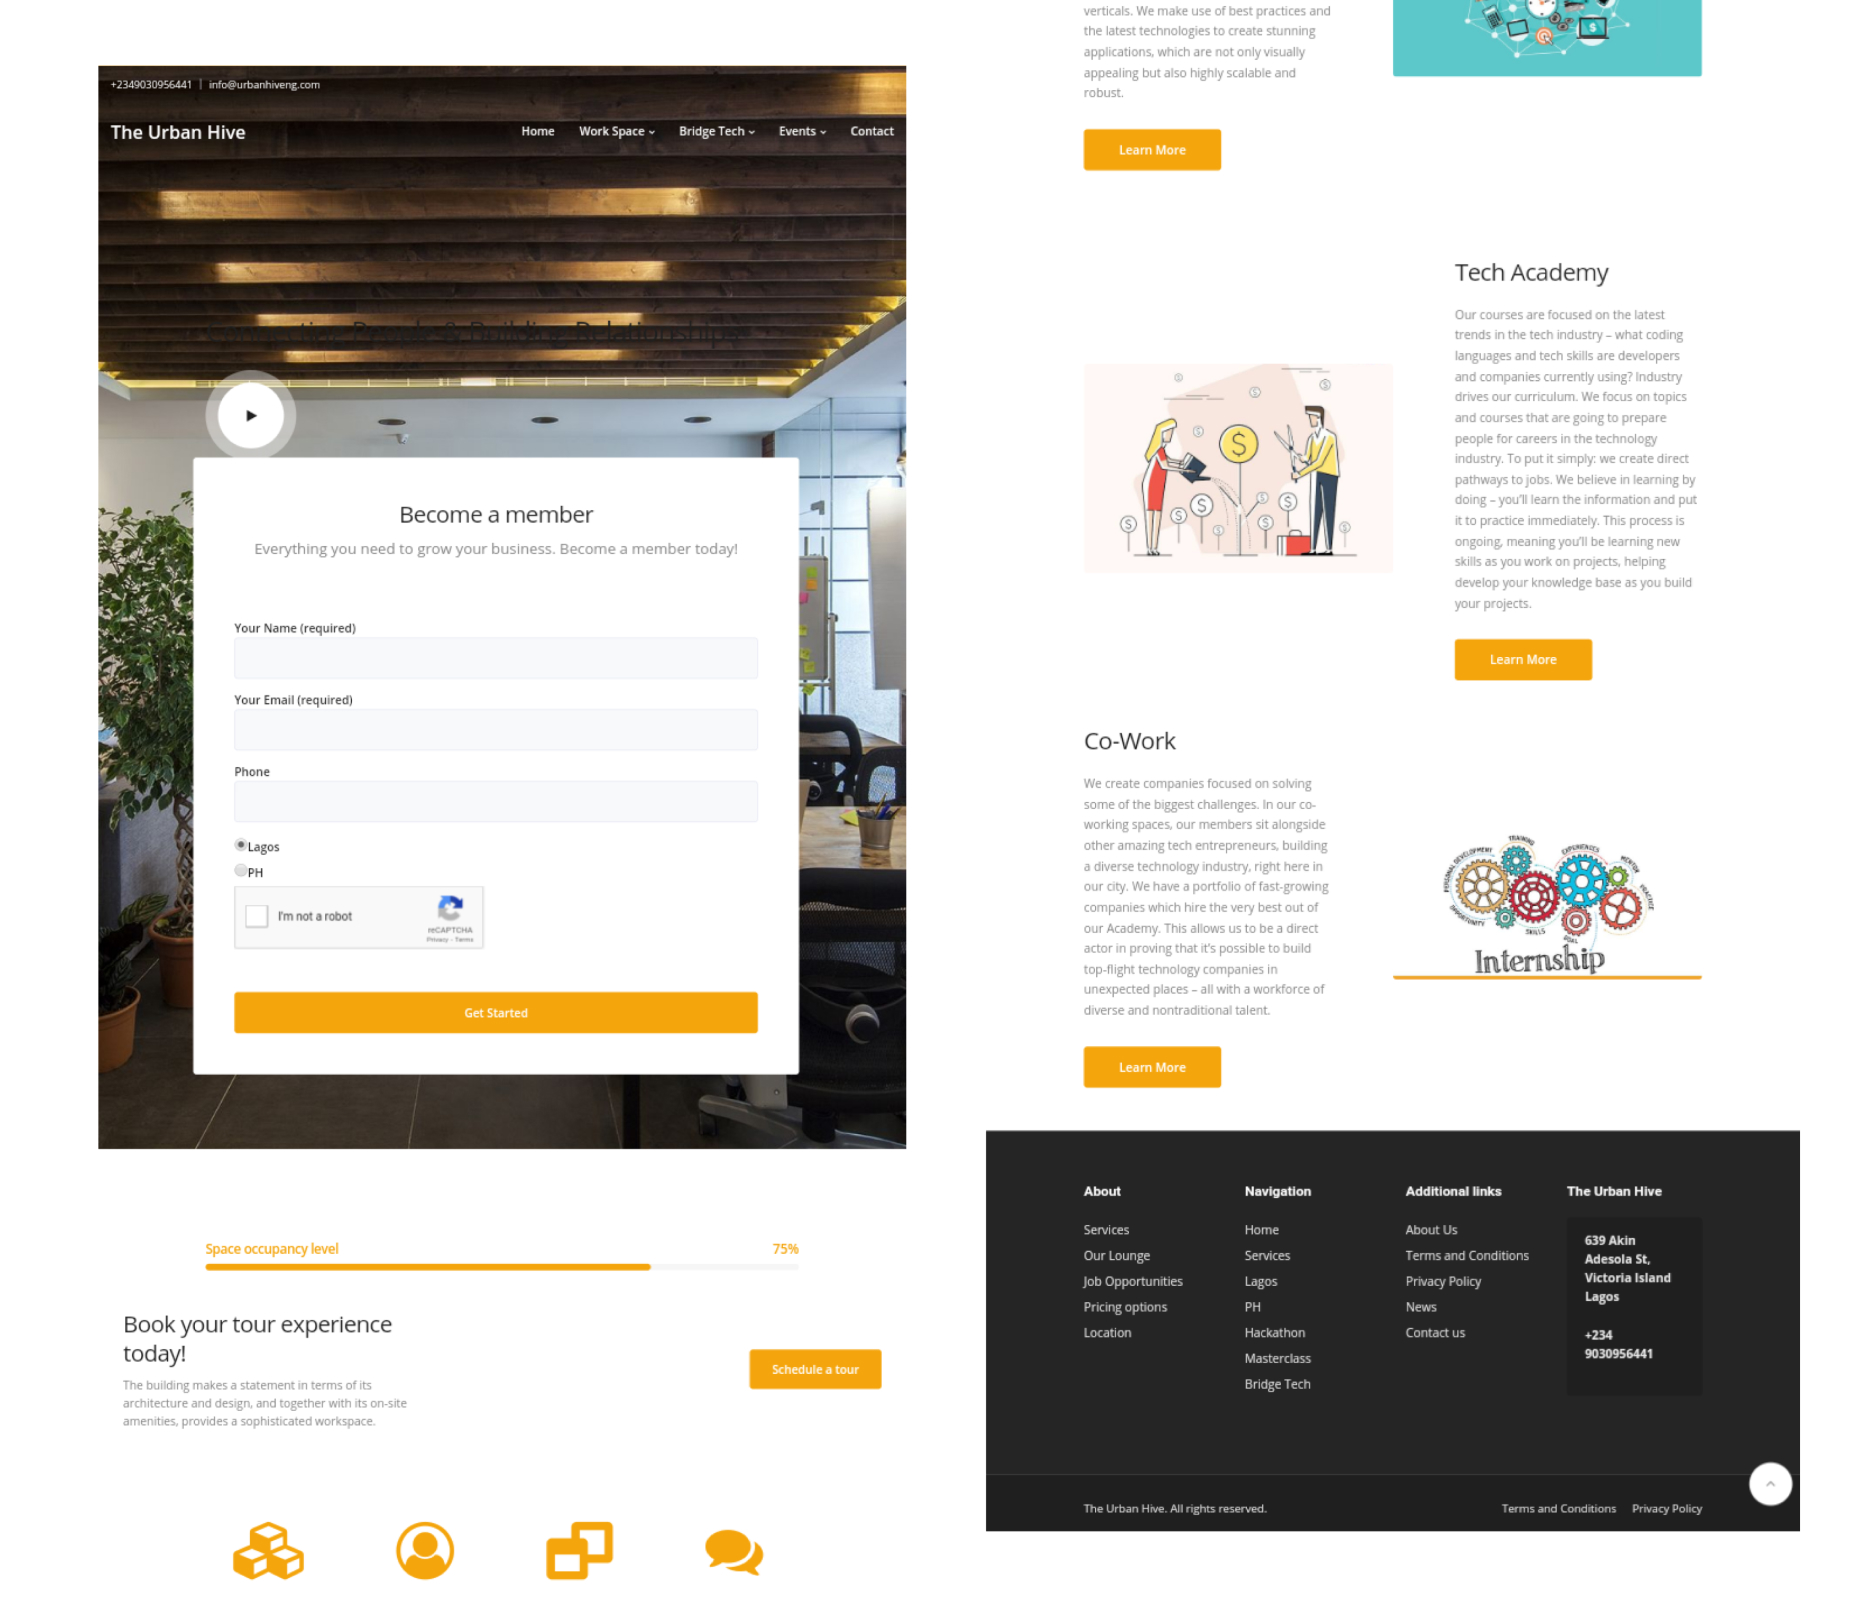 +2349030956441 | info@urbanhiveng.com
The Urban Hive
Home Work Space Bridge Tech Events Contact
People & Building Relationships
Become a member
Everything you need to grow your business. Become a member today!
Your Name (required)
Your Email (required)
Phone
Lagos
PH
I'm not a robot
reCAPTCHA
Privacy - Terms
Get Started
Space occupancy level 75%
Book your tour experience
today!
The building makes a statement in terms of its
architecture and design, and together with its on-site
amenities, provides a sophisticated workspace.
Schedule a tour
verticals. We make use of best practices and
the latest technologies to create stunning
applications, which are not only visually
appealing but also highly scalable and
robust.
Learn More
Tech Academy
Our courses are focused on the latest
trends in the tech industry – what coding
languages and tech skills are developers
and companies currently using? Industry
drives our curriculum. We focus on topics
and courses that are going to prepare
people for careers in the technology
industry. To put it simply: we create direct
pathways to jobs. We believe in learning by
doing – you'll learn the information and put
it to practice immediately. This process is
ongoing, meaning you'll be learning new
skills as you work on projects, helping
develop your knowledge base as you build
your projects.
Learn More
Co-Work
We create companies focused on solving
some of the biggest challenges. In our co-
working spaces, our members sit alongside
other amazing tech entrepreneurs, building
a diverse technology industry, right here in
our city. We have a portfolio of fast-growing
companies which hire the very best out of
our Academy. This allows us to be a direct
actor in proving that it's possible to build
top-flight technology companies in
unexpected places – all with a workforce of
diverse and nontraditional talent.
Learn More
PERSONAL DEVELOPMENT
TRAINING
EXPERIENCES
MENTOR
PRACTICE
OPPORTUNITY
SKILLS
GOAL
Internship
About
Services
Our Lounge
Job Opportunities
Pricing options
Location
Navigation
Home
Services
Lagos
PH
Hackathon
Masterclass
Bridge Tech
Additional links
About Us
Terms and Conditions
Privacy Policy
News
Contact us
The Urban Hive
639 Akin
Adesola St,
Victoria Island
Lagos
+234
9030956441
The Urban Hive. All rights reserved.
Terms and Conditions Privacy Policy